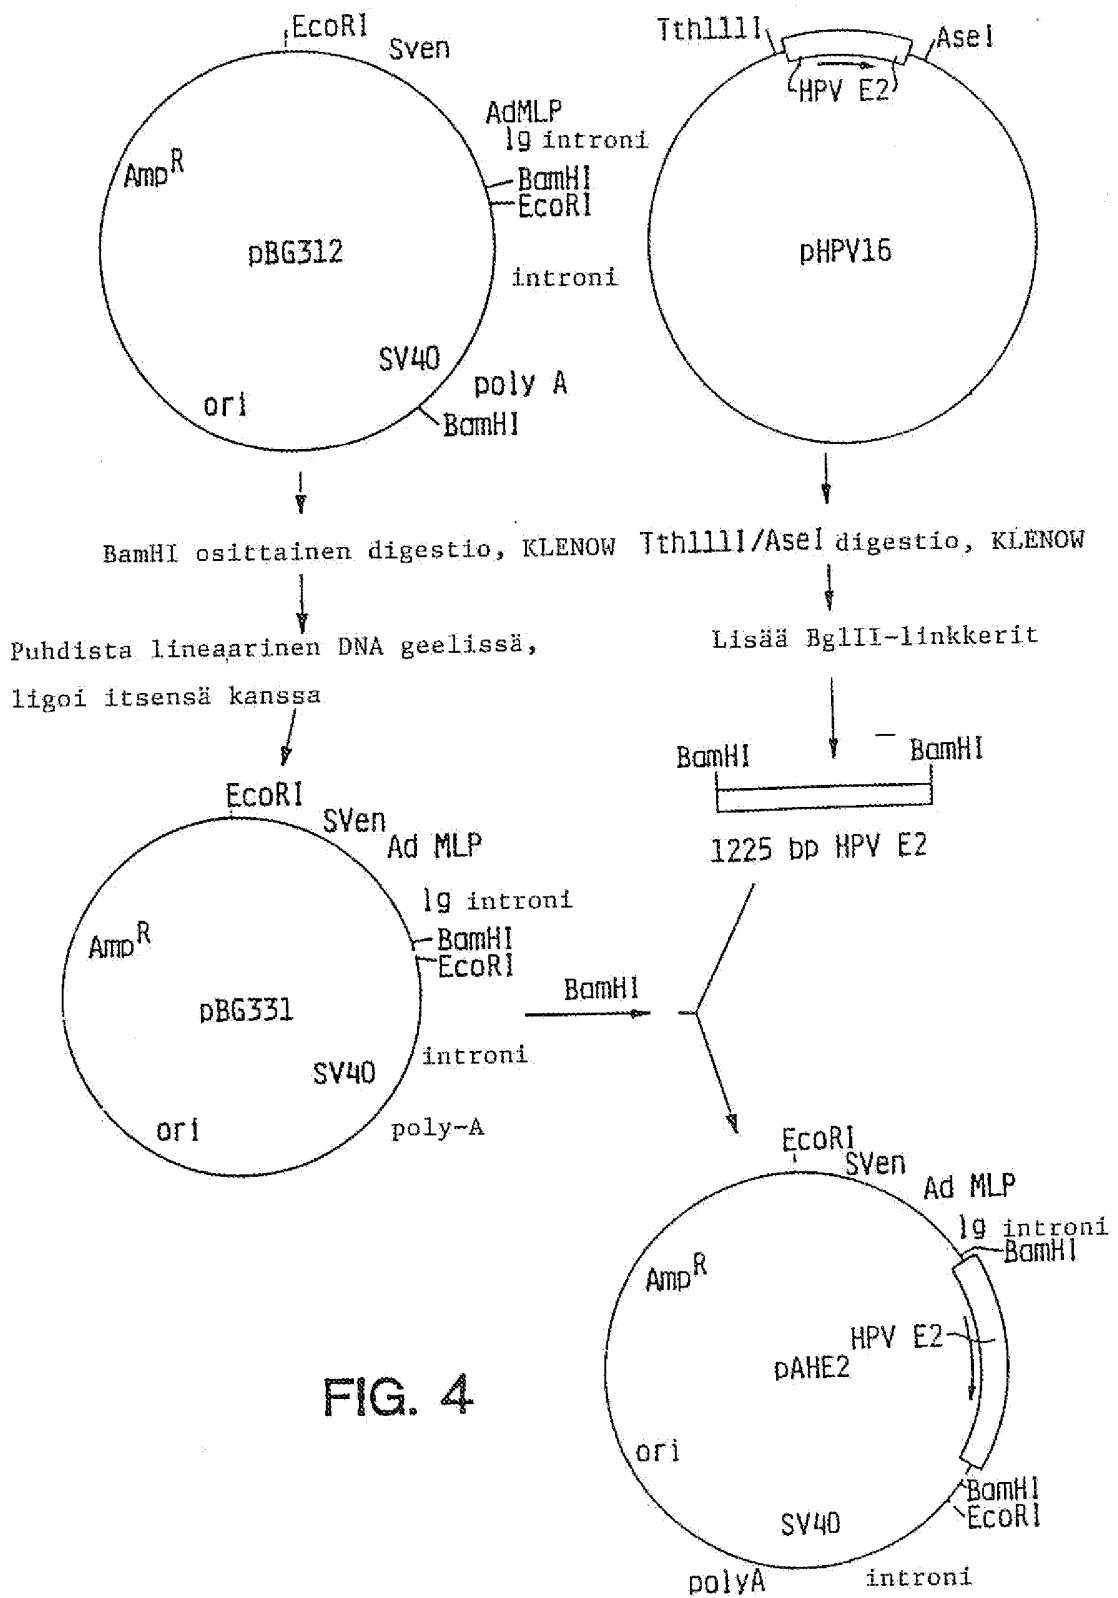 EcoRI
Sven
AdMLP
Ig introni
BamHI
EcoRI
Amp^R
pBG312
introni
SV40
poly A
ori
BamHI
Tth111I
AseI
HPV E2
pHPV16
BamHI osittainen digestio, KLENOW
Tth111I/AseI digestio, KLENOW
Puhdista lineaarinen DNA geelissä,
ligoi itsensä kanssa
Lisää BglII-linkkerit
BamHI
BamHI
1225 bp HPV E2
EcoRI
SVen
Ad MLP
Ig introni
BamHI
EcoRI
Amp^R
pBG331
introni
SV40
ori
poly-A
BamHI
EcoRI
SVen
Ad MLP
Ig introni
BamHI
Amp^R
HPV E2
pAHE2
ori
BamHI
EcoRI
SV40
polyA
introni
FIG. 4